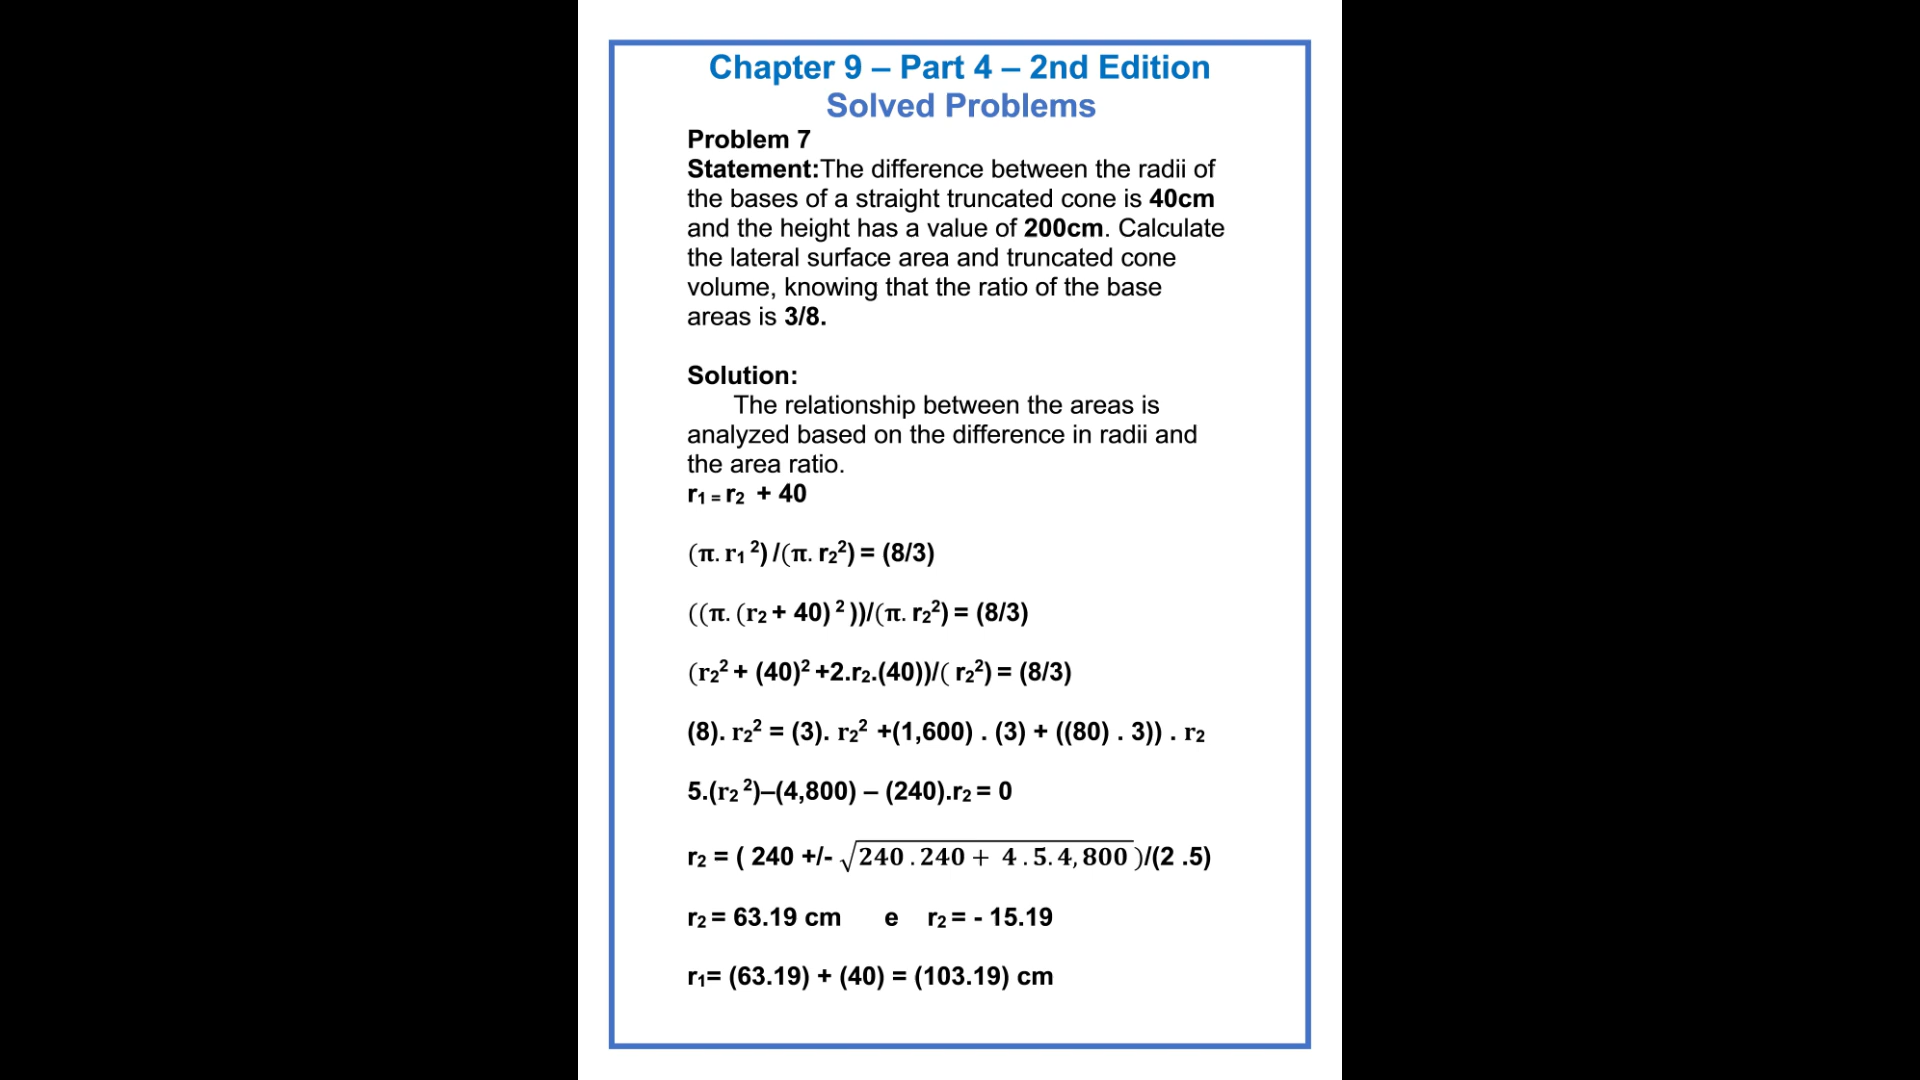 Chapter 9 – Part 4 – 2nd Edition
Solved Problems
Problem 7
Statement:The difference between the radii of
the bases of a straight truncated cone is 40cm
and the height has a value of 200cm. Calculate
the lateral surface area and truncated cone
volume, knowing that the ratio of the base
areas is 3/8.
Solution:
The relationship between the areas is
analyzed based on the difference in radii and
the area ratio.
r₁ = r₂ + 40
(π. r₁ ²) /(π. r₂²) = (8/3)
((π. (r₂ + 40) ² ))/(π. r₂²) = (8/3)
(r₂² + (40)² +2.r₂.(40))/( r₂²) = (8/3)
(8). r₂² = (3). r₂² +(1,600) . (3) + ((80) . 3)) . r₂
5.(r₂ ²)–(4,800) – (240).r₂ = 0
r₂ = ( 240 +/- √240 . 240 + 4 . 5. 4, 800 )/(2 .5)
r₂ = 63.19 cm e r₂ = - 15.19
r₁= (63.19) + (40) = (103.19) cm